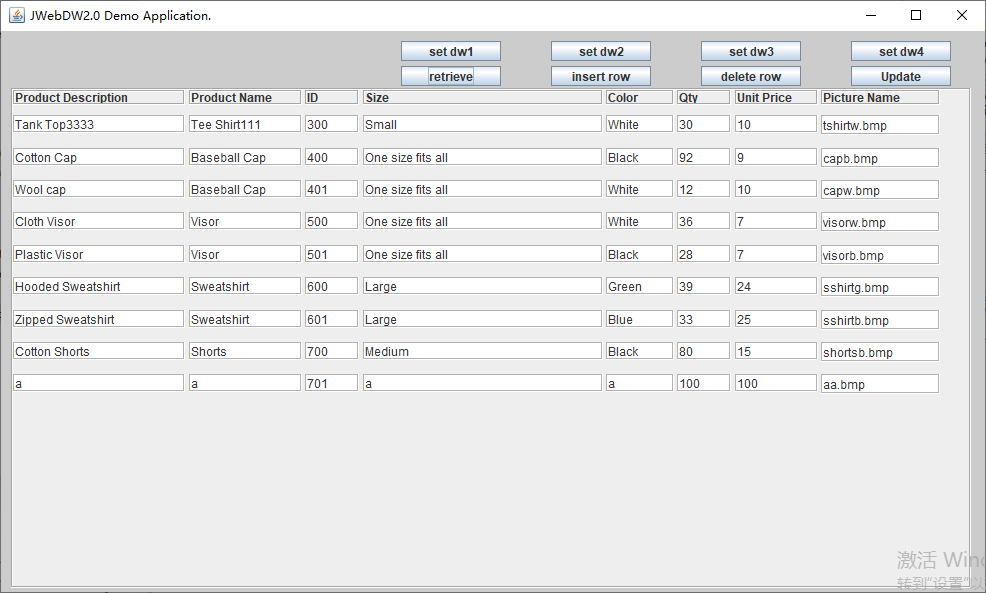 JWebDW2.0 Demo Application.
set dw1 set dw2 set dw3 set dw4
retrieve insert row delete row Update
Product Description Product Name ID Size Color Qty Unit Price Picture Name
Tank Top3333 Tee Shirt111 300 Small White 30 10 tshirtw.bmp
Cotton Cap Baseball Cap 400 One size fits all Black 92 9 capb.bmp
Wool cap Baseball Cap 401 One size fits all White 12 10 capw.bmp
Cloth Visor Visor 500 One size fits all White 36 7 visorw.bmp
Plastic Visor Visor 501 One size fits all Black 28 7 visorb.bmp
Hooded Sweatshirt Sweatshirt 600 Large Green 39 24 sshirtg.bmp
Zipped Sweatshirt Sweatshirt 601 Large Blue 33 25 sshirtb.bmp
Cotton Shorts Shorts 700 Medium Black 80 15 shortsb.bmp
a a 701 a a 100 100 aa.bmp
激活 Win
转到"设置"以